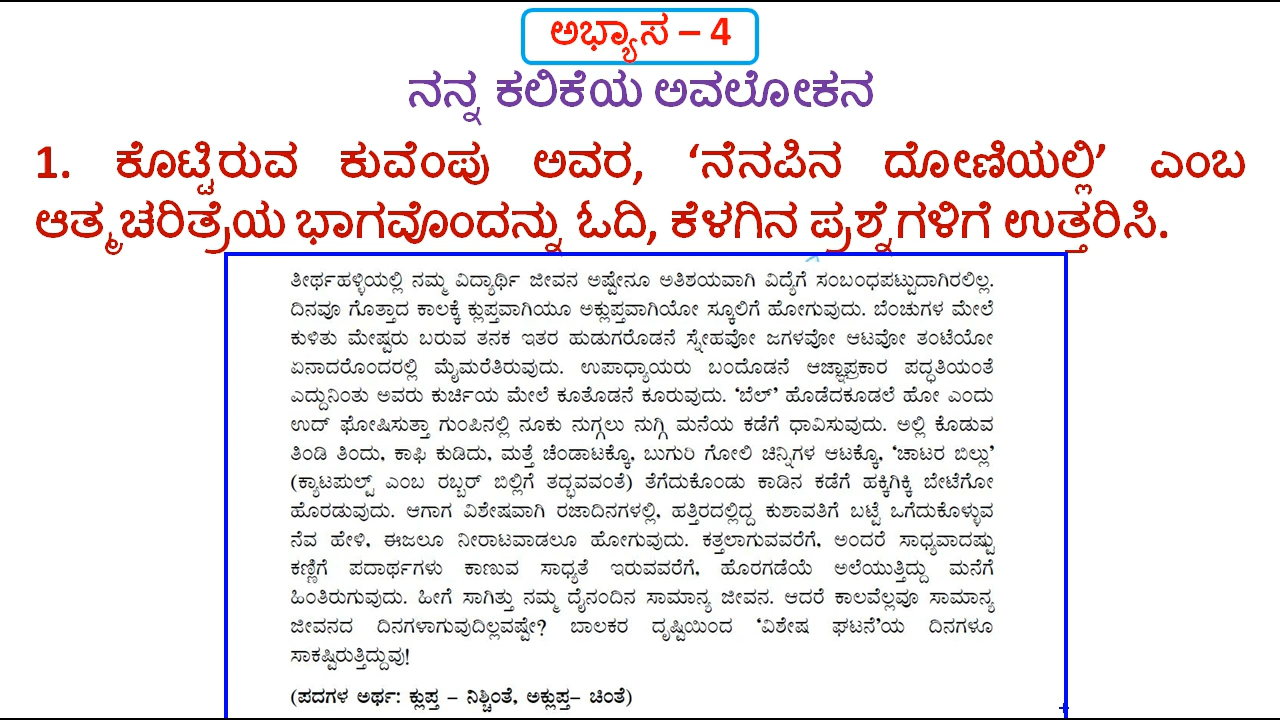 ಅಭ್ಯಾಸ – 4
ನನ್ನ ಕಲಿಕೆಯ ಅವಲೋಕನ
1. ಕೊಟ್ಟಿರುವ ಕುವೆಂಪು ಅವರ, ‘ನೆನಪಿನ ದೋಣಿಯಲ್ಲಿ’ ಎಂಬ
ಆತ್ಮಚರಿತ್ರೆಯ ಭಾಗವೊಂದನ್ನು ಓದಿ, ಕೆಳಗಿನ ಪ್ರಶ್ನೆಗಳಿಗೆ ಉತ್ತರಿಸಿ.
ತೀರ್ಥಹಳ್ಳಿಯಲ್ಲಿ ನಮ್ಮ ವಿದ್ಯಾರ್ಥಿ ಜೀವನ ಅಷ್ಟೇನೂ ಅತಿಶಯವಾಗಿ ವಿದ್ಯೆಗೆ ಸಂಬಂಧಪಟ್ಟುದಾಗಿರಲಿಲ್ಲ.
ದಿನವೂ ಗೊತ್ತಾದ ಕಾಲಕ್ಕೆ ಕ್ಲುಪ್ತವಾಗಿಯೂ ಅಕ್ಲುಪ್ತವಾಗಿಯೋ ಸ್ಕೂಲಿಗೆ ಹೋಗುವುದು. ಬೆಂಚುಗಳ ಮೇಲೆ
ಕುಳಿತು ಮೇಷ್ಟರು ಬರುವ ತನಕ ಇತರ ಹುಡುಗರೊಡನೆ ಸ್ನೇಹವೋ ಜಗಳವೋ ಆಟವೋ ತಂಟೆಯೋ
ಏನಾದರೊಂದರಲ್ಲಿ ಮೈಮರೆತಿರುವುದು. ಉಪಾಧ್ಯಾಯರು ಬಂದೊಡನೆ ಆಜ್ಞಾಪ್ರಕಾರ ಪದ್ಧತಿಯಂತೆ
ಎದ್ದುನಿಂತು ಅವರು ಕುರ್ಚಿಯ ಮೇಲೆ ಕೂತೊಡನೆ ಕೂರುವುದು. ‘ಬೆಲ್’ ಹೊಡೆದಕೂಡಲೆ ಹೋ ಎಂದು
ಉದ್ ಘೋಷಿಸುತ್ತಾ ಗುಂಪಿನಲ್ಲಿ ನೂಕು ನುಗ್ಗಲು ನುಗ್ಗಿ ಮನೆಯ ಕಡೆಗೆ ಧಾವಿಸುವುದು. ಅಲ್ಲಿ ಕೊಡುವ
ತಿಂಡಿ ತಿಂದು, ಕಾಫಿ ಕುಡಿದು, ಮತ್ತೆ ಚೆಂಡಾಟಕ್ಕೊ, ಬುಗುರಿ ಗೋಲಿ ಚಿನ್ನಿಗಳ ಆಟಕ್ಕೊ, ‘ಚಾಟರ ಬಿಲ್ಲು’
(ಕ್ಯಾಟಪುಲ್ಟ್ ಎಂಬ ರಬ್ಬರ್ ಬಿಲ್ಲಿಗೆ ತದ್ಭವವಂತೆ) ತೆಗೆದುಕೊಂಡು ಕಾಡಿನ ಕಡೆಗೆ ಹಕ್ಕಿಗಿಕ್ಕಿ ಬೇಟೆಗೋ
ಹೊರಡುವುದು. ಆಗಾಗ ವಿಶೇಷವಾಗಿ ರಜಾದಿನಗಳಲ್ಲಿ, ಹತ್ತಿರದಲ್ಲಿದ್ದ ಕುಶಾವತಿಗೆ ಬಟ್ಟೆ ಒಗೆದುಕೊಳ್ಳುವ
ನೆವ ಹೇಳಿ, ಈಜಲೂ ನೀರಾಟವಾಡಲೂ ಹೋಗುವುದು. ಕತ್ತಲಾಗುವವರೆಗೆ, ಅಂದರೆ ಸಾಧ್ಯವಾದಷ್ಟು
ಕಣ್ಣಿಗೆ ಪದಾರ್ಥಗಳು ಕಾಣುವ ಸಾಧ್ಯತೆ ಇರುವವರೆಗೆ, ಹೊರಗಡೆಯೆ ಅಲೆಯುತ್ತಿದ್ದು ಮನೆಗೆ
ಹಿಂತಿರುಗುವುದು. ಹೀಗೆ ಸಾಗಿತ್ತು ನಮ್ಮ ದೈನಂದಿನ ಸಾಮಾನ್ಯ ಜೀವನ. ಆದರೆ ಕಾಲವೆಲ್ಲವೂ ಸಾಮಾನ್ಯ
ಜೀವನದ ದಿನಗಳಾಗುವುದಿಲ್ಲವಷ್ಟೇ? ಬಾಲಕರ ದೃಷ್ಟಿಯಿಂದ ‘ವಿಶೇಷ ಘಟನೆ’ಯ ದಿನಗಳೂ
ಸಾಕಷ್ಟಿರುತ್ತಿದ್ದುವು!
(ಪದಗಳ ಅರ್ಥ: ಕ್ಲುಪ್ತ – ನಿಶ್ಚಿಂತೆ, ಅಕ್ಲುಪ್ತ– ಚಿಂತೆ)